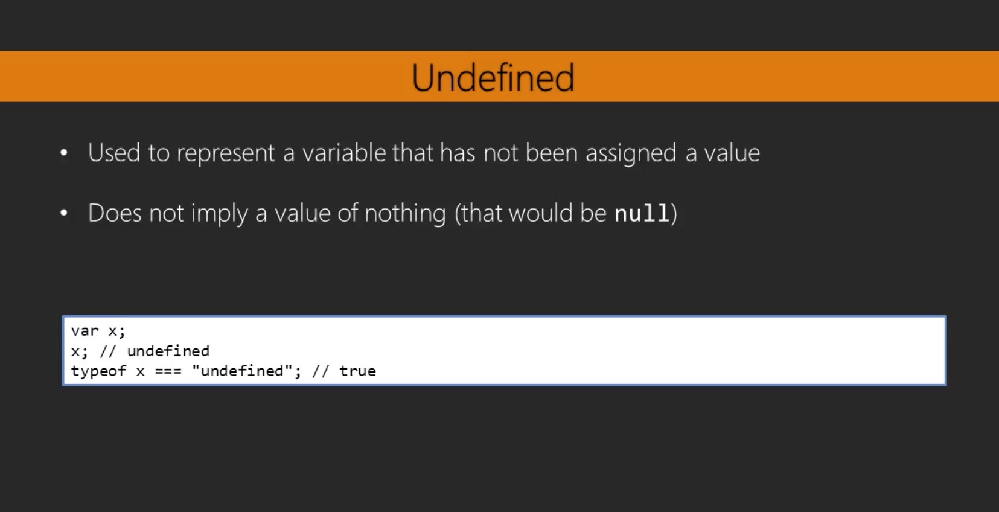 Undefined
• Used to represent a variable that has not been assigned a value
• Does not imply a value of nothing (that would be null)
var x;
x; // undefined
typeof x === "undefined"; // true